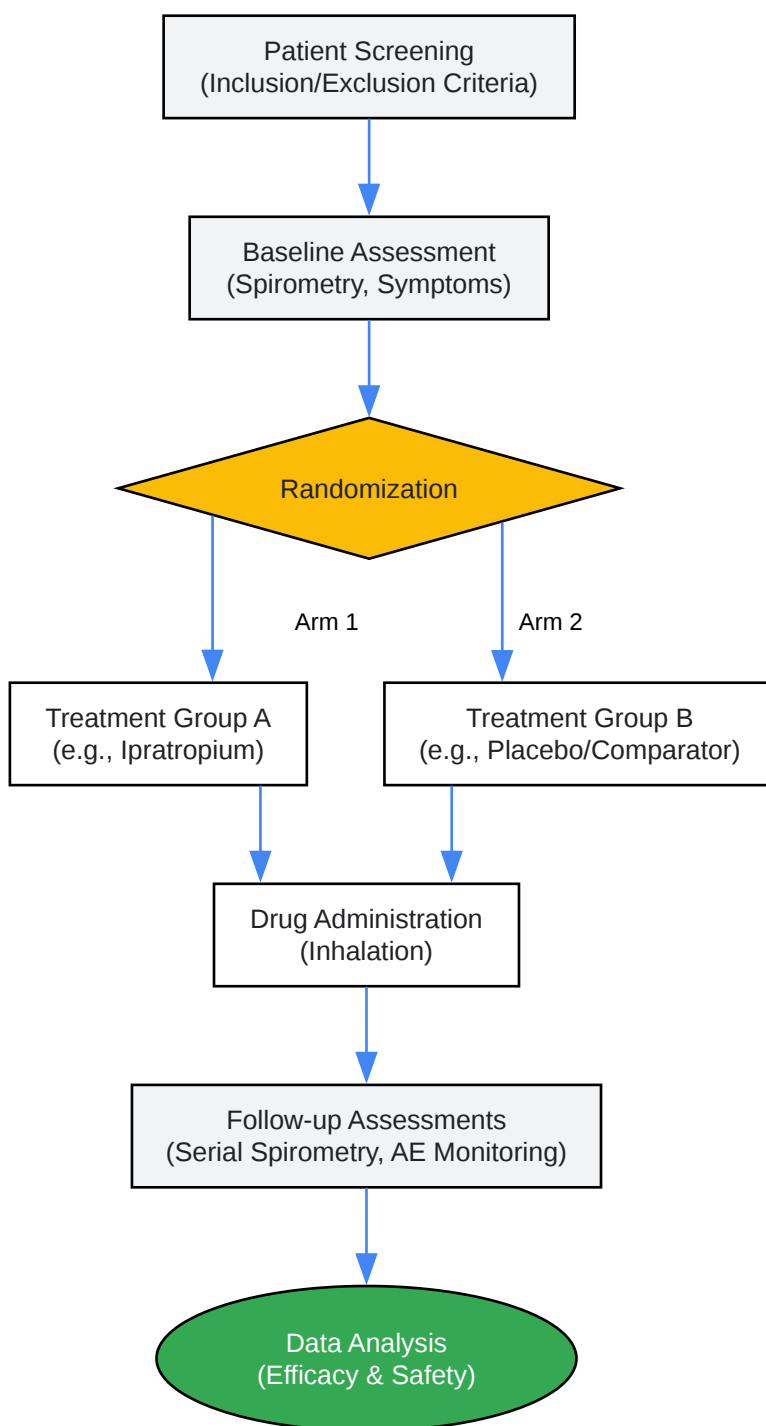 Patient Screening
(Inclusion/Exclusion Criteria)
Baseline Assessment
(Spirometry, Symptoms)
Randomization
Arm 1
Arm 2
Treatment Group A
(e.g., Ipratropium)
Treatment Group B
(e.g., Placebo/Comparator)
Drug Administration
(Inhalation)
Follow-up Assessments
(Serial Spirometry, AE Monitoring)
Data Analysis
(Efficacy & Safety)